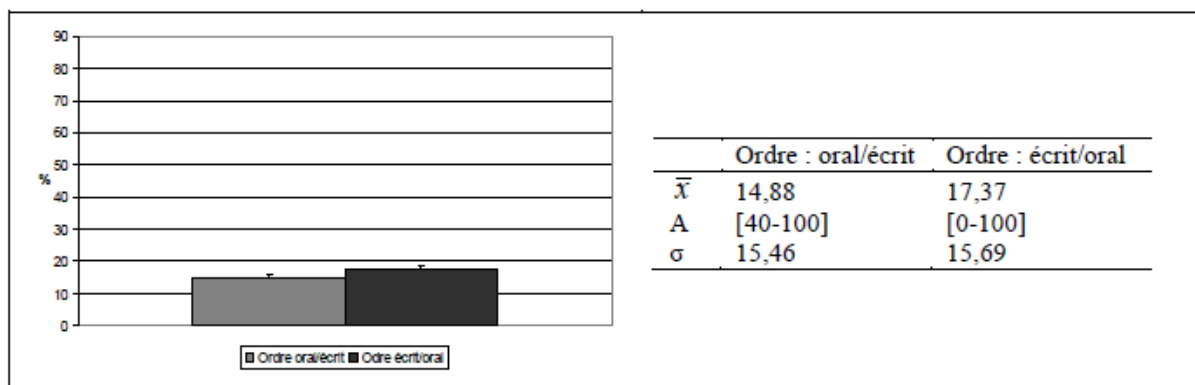 90
80
70
60
50
%
40
30
20
10
0
Ordre oral/écrit Odre écrit/oral
Ordre : oral/écrit Ordre : écrit/oral
x̅ 14,88 17,37
A [40-100] [0-100]
σ 15,46 15,69